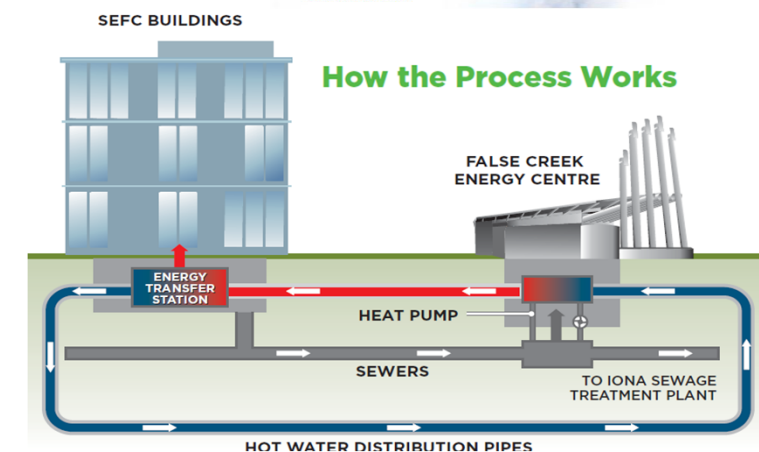 SEFC BUILDINGS
How the Process Works
FALSE CREEK
ENERGY CENTRE
ENERGY
TRANSFER
STATION
HEAT PUMP
SEWERS
TO IONA SEWAGE
TREATMENT PLANT
HOT WATER DISTRIBUTION PIPES